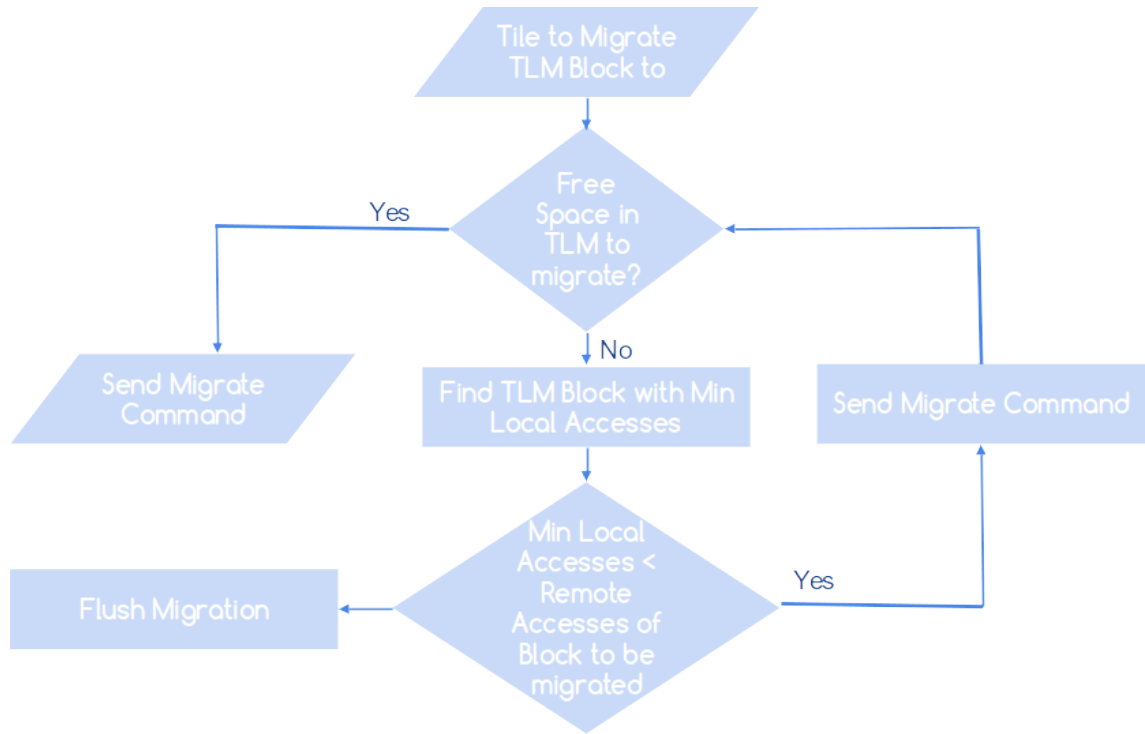 Tile to Migrate
TLM Block to
Free
Space in
TLM to
migrate?
Yes
No
Send Migrate
Command
Find TLM Block with Min
Local Accesses
Send Migrate Command
Min Local
Accesses <
Remote
Accesses of
Block to be
migrated
Yes
Flush Migration